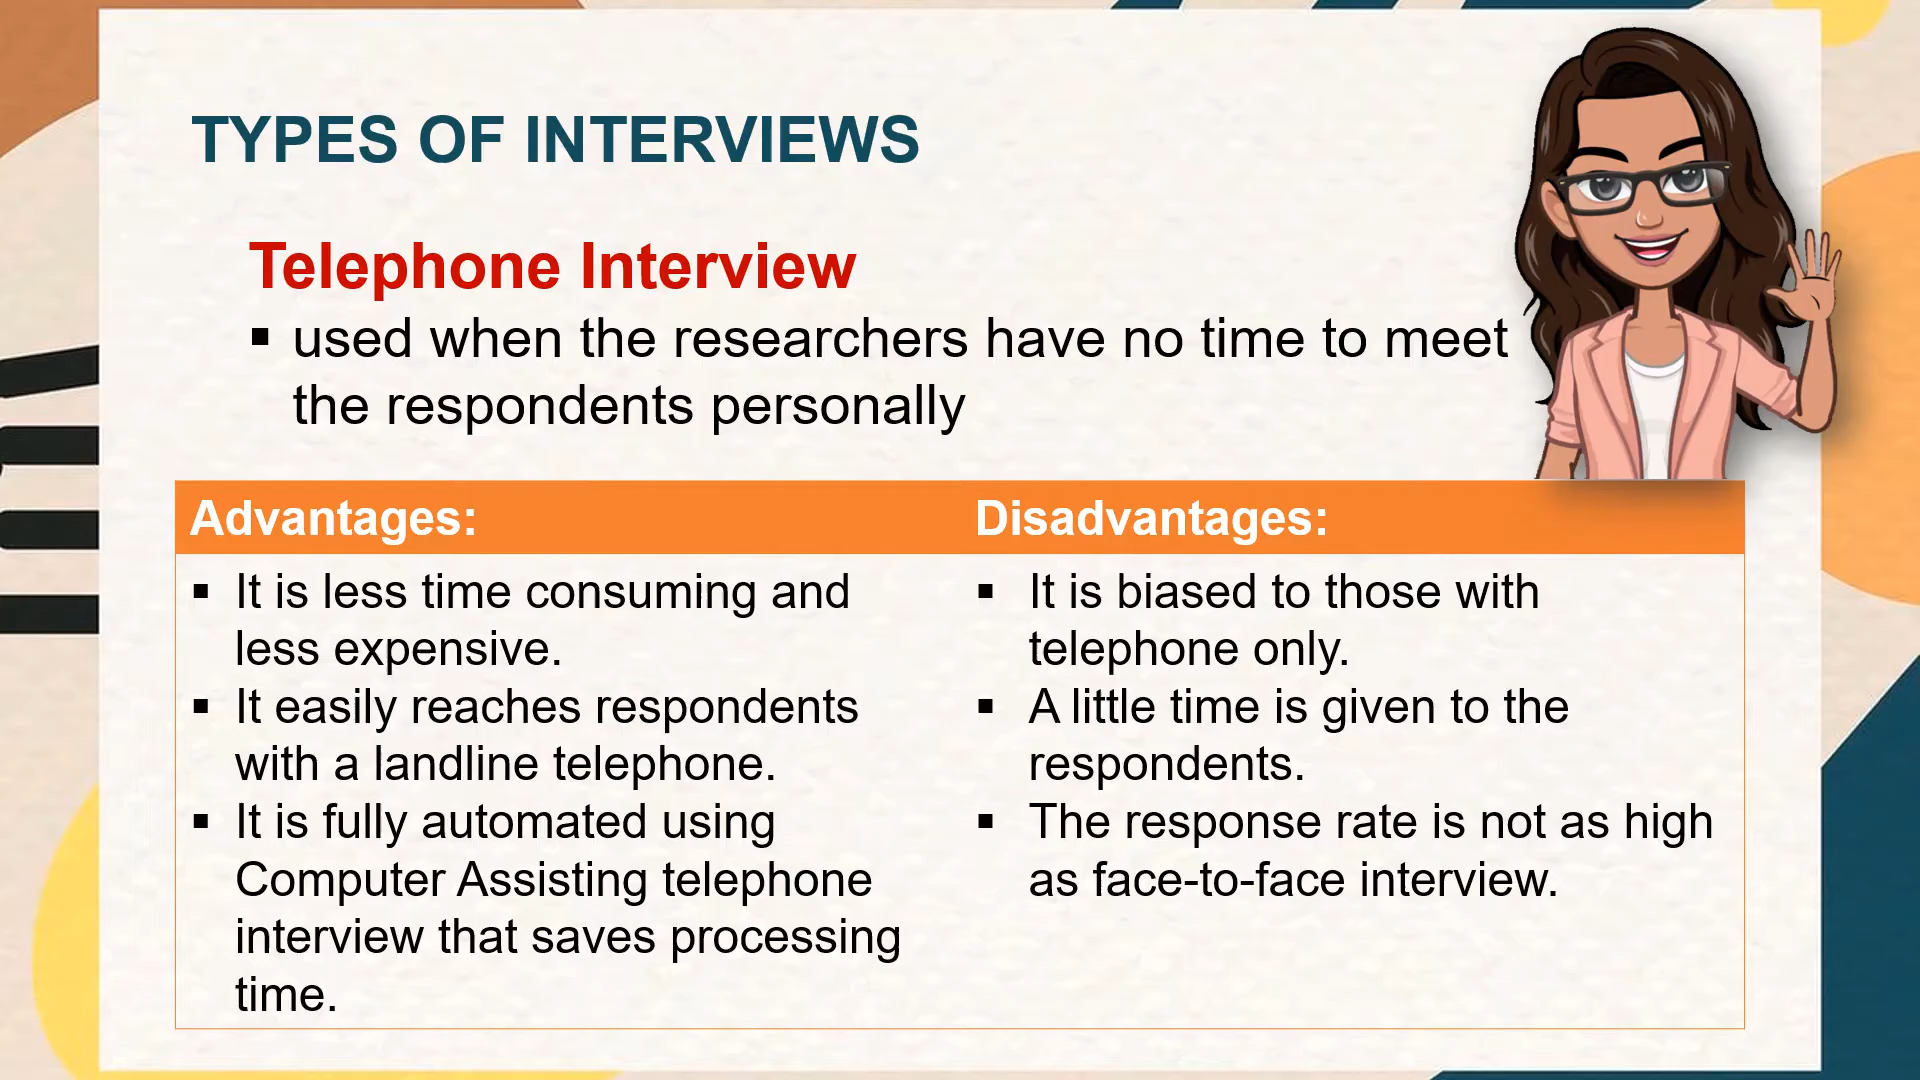 TYPES OF INTERVIEWS
Telephone Interview
▪ used when the researchers have no time to meet
the respondents personally
Advantages:
▪ It is less time consuming and
less expensive.
▪ It easily reaches respondents
with a landline telephone.
▪ It is fully automated using
Computer Assisting telephone
interview that saves processing
time.
Disadvantages:
▪ It is biased to those with
telephone only.
▪ A little time is given to the
respondents.
▪ The response rate is not as high
as face-to-face interview.